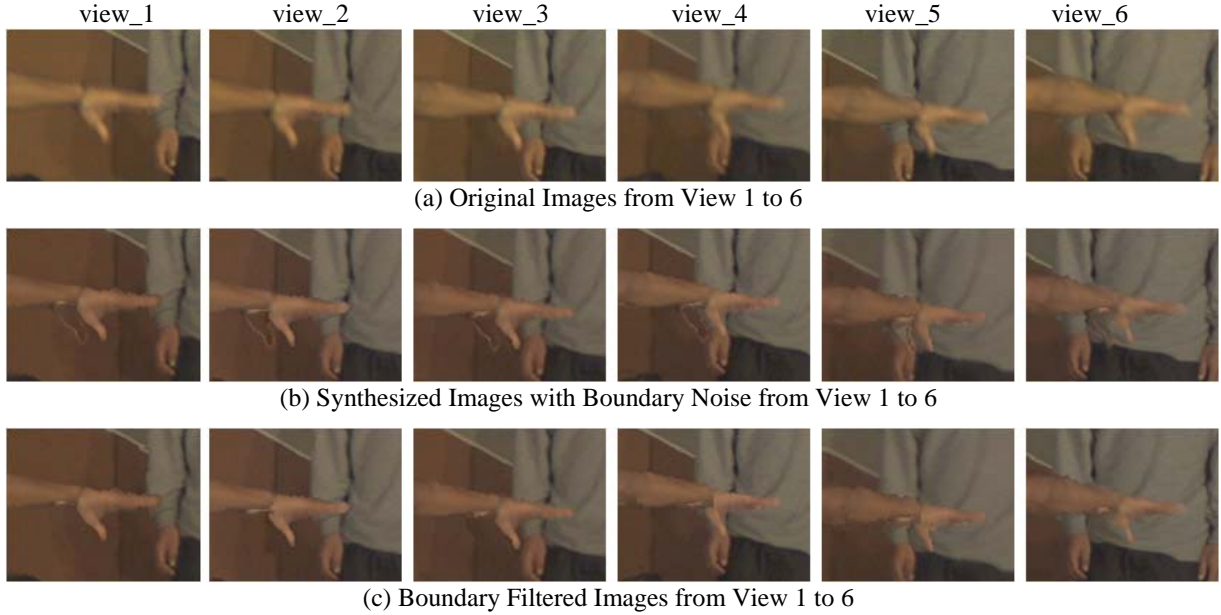 view_1 view_2 view_3 view_4 view_5 view_6
(a) Original Images from View 1 to 6
(b) Synthesized Images with Boundary Noise from View 1 to 6
(c) Boundary Filtered Images from View 1 to 6